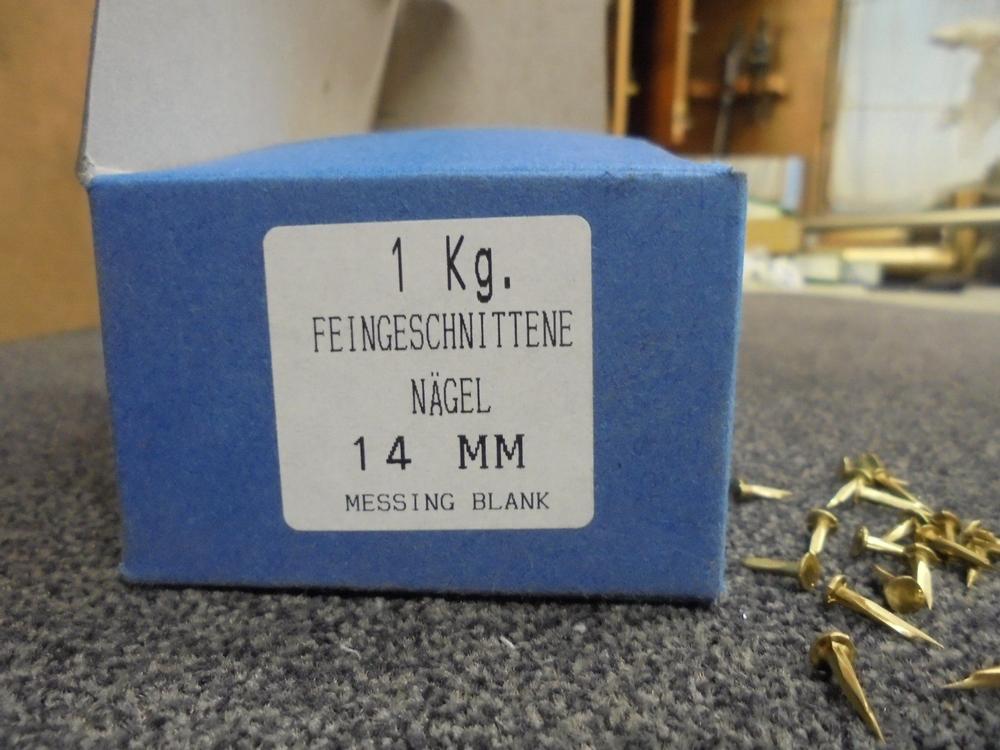 1 Kg.
FEINGESCHNITTENE
NÄGEL
14 MM
MESSING BLANK